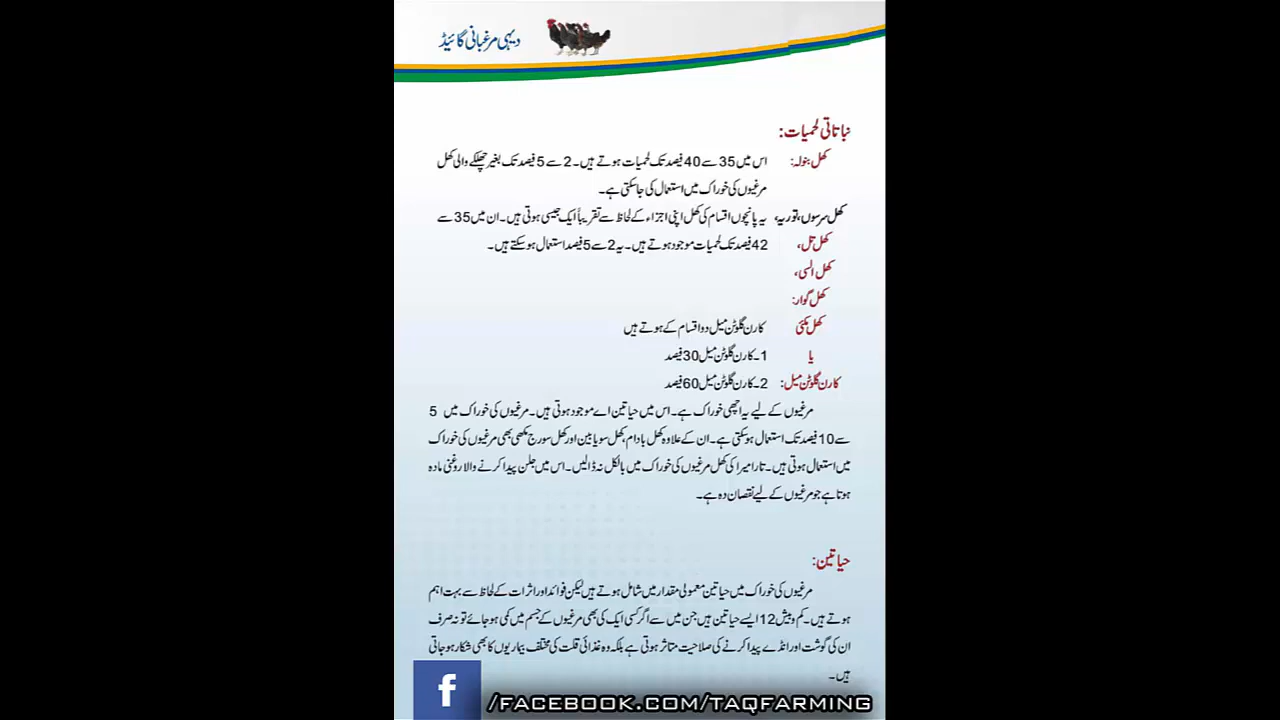 دیہی مرغبانی گائیڈ
نباتاتی لحمیات:
کھل بنولہ: اس میں 35 سے 40 فیصد تک لحمیات ہوتے ہیں۔ 2 سے 5 فیصد تک بغیر چھلکے والی کھل
مرغیوں کی خوراک میں استعمال کی جاسکتی ہے۔
کھل سرسوں، توریہ، یہ پانچوں اقسام کی کھل اپنی اجزاء کے لحاظ سے تقریباً ایک جیسی ہوتی ہیں۔ ان میں 35 سے
کھل تل، 42 فیصد تک لحمیات موجود ہوتے ہیں۔ یہ 2 سے 5 فیصد استعمال ہوسکتے ہیں۔
کھل السی،
کھل گوار:
کھل مکئی کارن گلوٹن میل دو اقسام کے ہوتے ہیں
یا 1۔ کارن گلوٹن میل 30 فیصد
کارن گلوٹن میل: 2۔ کارن گلوٹن میل 60 فیصد
مرغیوں کے لیے یہ اچھی خوراک ہے۔ اس میں حیاتین اے موجود ہوتی ہیں۔ مرغیوں کی خوراک میں 5
سے 10 فیصد تک استعمال ہوسکتی ہے۔ ان کے علاوہ کھل بادام، کھل سویابین اور کھل سورج مکھی بھی مرغیوں کی خوراک
میں استعمال ہوتی ہیں۔ تارامیرا کی کھل مرغیوں کی خوراک میں بالکل نہ ڈالیں۔ اس میں جلن پیدا کرنے والا روغنی مادہ
ہوتا ہے جو مرغیوں کے لیے نقصان دہ ہے۔
حیاتین:
مرغیوں کی خوراک میں حیاتین معمولی مقدار میں شامل ہوتے ہیں لیکن فوائد اور اثرات کے لحاظ سے بہت اہم
ہوتے ہیں۔ کم و بیش 12 ایسے حیاتین ہیں جن میں سے اگر کسی ایک کی بھی مرغیوں کے جسم میں کمی ہوجائے تو نہ صرف
ان کی گوشت اور انڈے پیدا کرنے کی صلاحیت متاثر ہوتی ہے بلکہ وہ غذائی قلت کی مختلف بیماریوں کا بھی شکار ہوجاتی
ہیں۔
f /FACEBOOK.COM/TAQFARMING